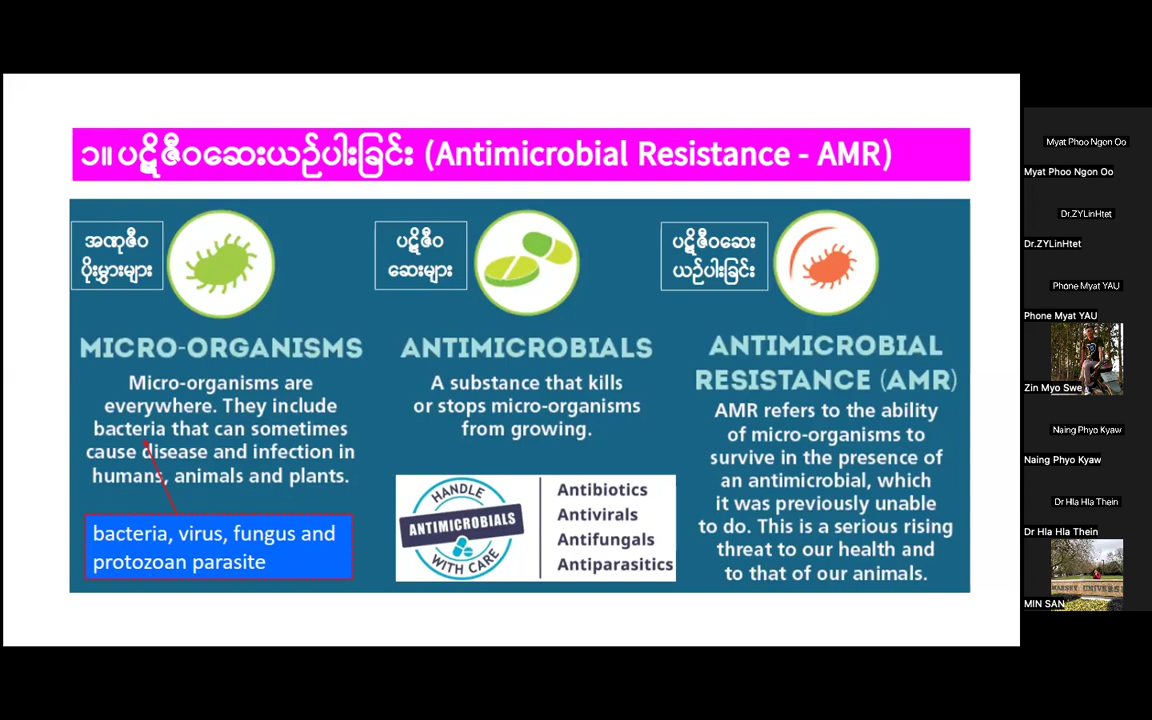 ၁။ ပဋိဇီဝဆေးယဉ်ပါးခြင်း (Antimicrobial Resistance - AMR)
အဏုဇီဝ
ပိုးမွှားများ
MICRO-ORGANISMS
Micro-organisms are
everywhere. They include
bacteria that can sometimes
cause disease and infection in
humans, animals and plants.
bacteria, virus, fungus and
protozoan parasite
ပဋိဇီဝ
ဆေးများ
ANTIMICROBIALS
A substance that kills
or stops micro-organisms
from growing.
HANDLE
ANTIMICROBIALS
WITH CARE
Antibiotics
Antivirals
Antifungals
Antiparasitics
ပဋိဇီဝဆေး
ယဉ်ပါးခြင်း
ANTIMICROBIAL
RESISTANCE (AMR)
AMR refers to the ability
of micro-organisms to
survive in the presence of
an antimicrobial, which
it was previously unable
to do. This is a serious rising
threat to our health and
to that of our animals.
Myat Phoo Ngon Oo
Myat Phoo Ngon Oo
Dr.ZYLinHtet
Dr.ZYLinHtet
Phone Myat YAU
Phone Myat YAU
Zin Myo Swe
Naing Phyo Kyaw
Naing Phyo Kyaw
Dr Hla Hla Thein
Dr Hla Hla Thein
MASSEY UNIVERS
MIN SAN